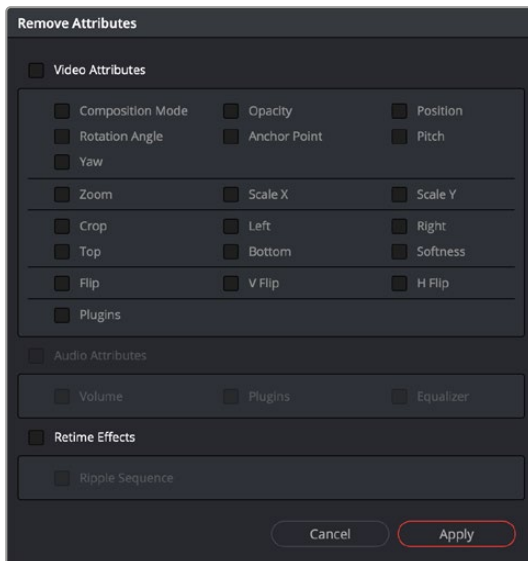 Remove Attributes
Video Attributes
Composition Mode Opacity Position
Rotation Angle Anchor Point Pitch
Yaw
Zoom Scale X Scale Y
Crop Left Right
Top Bottom Softness
Flip V Flip H Flip
Plugins
Audio Attributes
Volume Plugins Equalizer
Retime Effects
Ripple Sequence
Cancel Apply